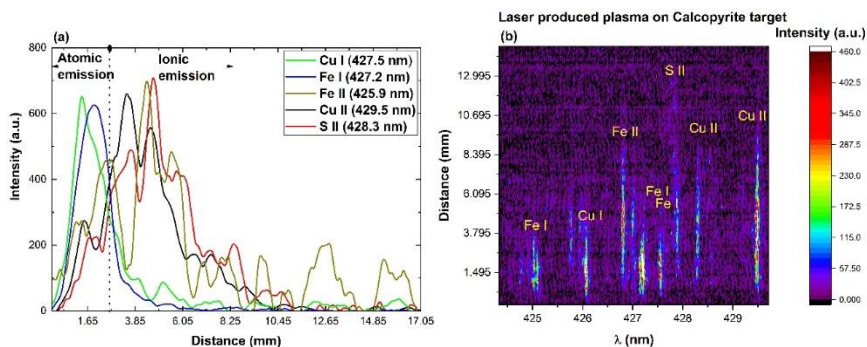 (a)
Atomic emission
Ionic emission
Cu I (427.5 nm)
Fe I (427.2 nm)
Fe II (425.9 nm)
Cu II (429.5 nm)
S II (428.3 nm)
Intensity (a.u.)
800
700
600
500
400
300
200
100
0
1.65 3.85 6.05 8.25 10.45 12.65 14.85 17.05
Distance (mm)
Laser produced plasma on Calcopyrite target
(b)
Intensity (a.u.)
Distance (mm)
12.995
10.695
8.395
6.095
3.795
1.495
S II
Fe II
Cu II
Cu II
Fe I
Cu I
Fe I
Fe I
425 426 427 428 429
λ (nm)
460.0
402.5
345.0
287.5
230.0
172.5
115.0
57.50
0.000